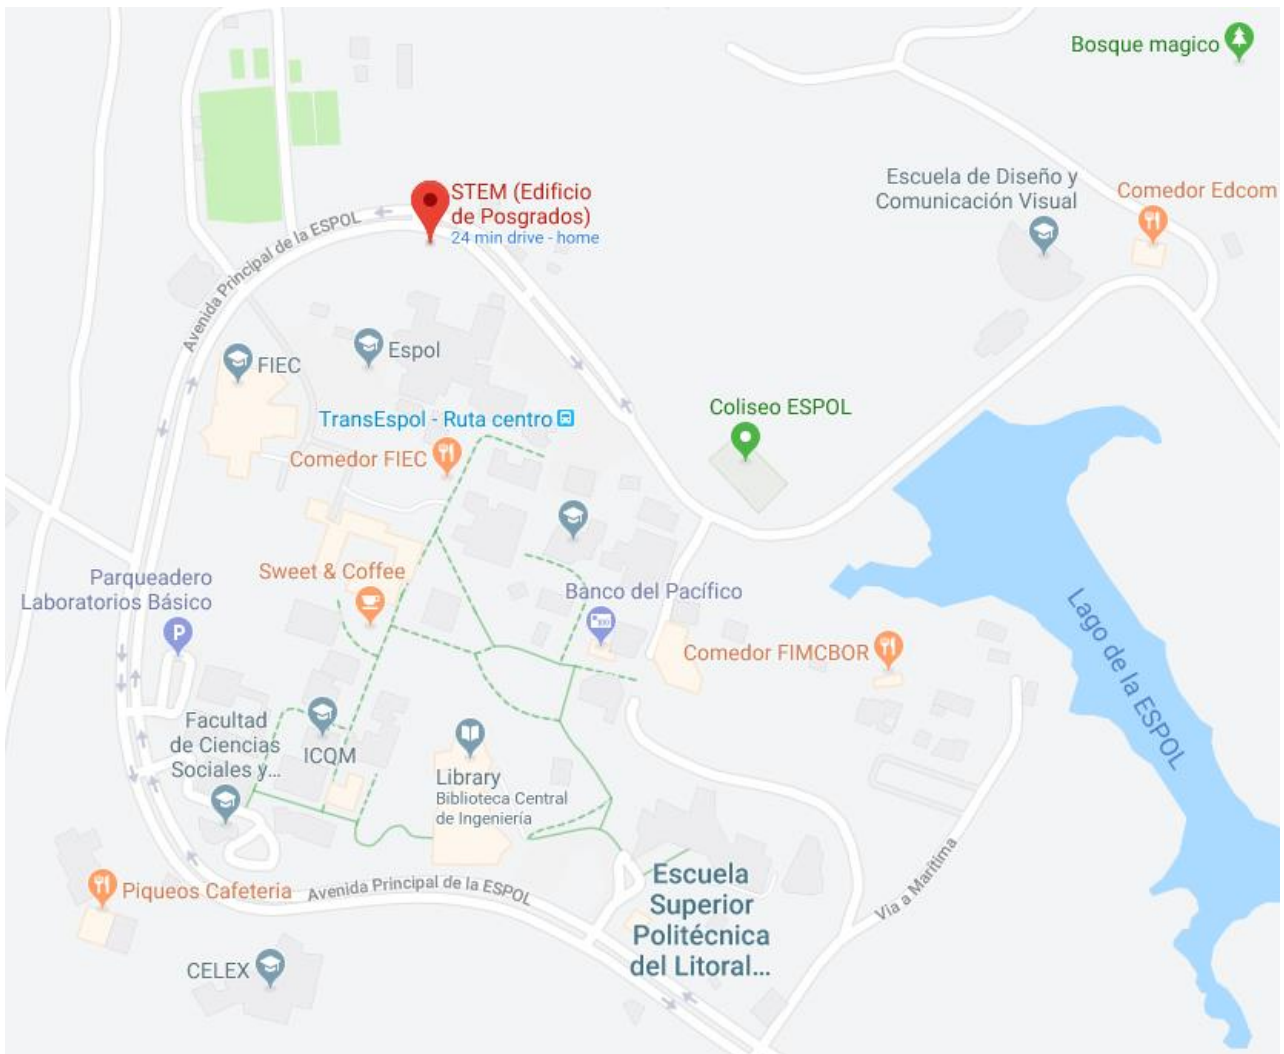 Bosque magico
Escuela de Diseño y
Comunicación Visual
Comedor Edcom
STEM (Edificio
de Posgrados)
24 min drive - home
Avenida Principal de la ESPOL
Espol
FIEC
TransEspol - Ruta centro
Coliseo ESPOL
Comedor FIEC
Sweet & Coffee
Parqueadero
Laboratorios Básico
P
Banco del Pacífico
Comedor FIMCBOR
Lago de la ESPOL
Facultad
de Ciencias
Sociales y...
ICQM
Library
Biblioteca Central
de Ingeniería
Piqueos Cafeteria
Avenida Principal de la ESPOL
Escuela
Superior
Politécnica
del Litoral...
Via a Maritima
CELEX